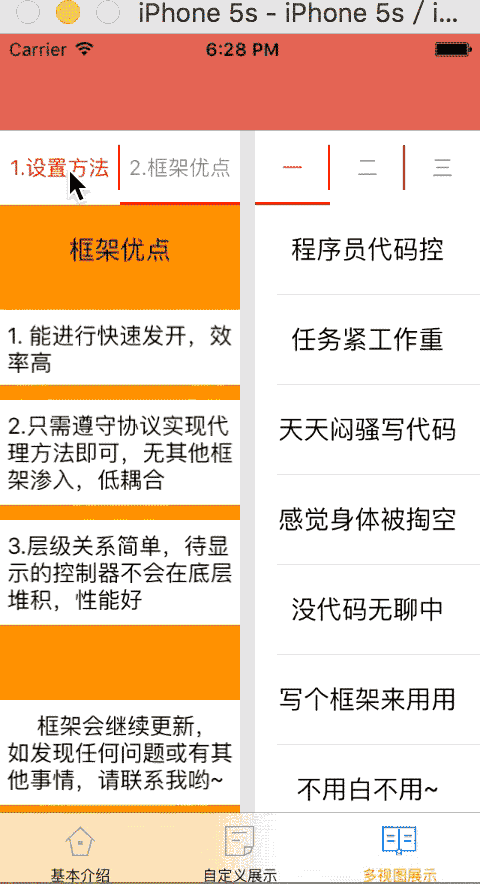 iPhone 5s - iPhone 5s / i...
Carrier 6:28 PM
1.设置方法 2.框架优点
框架优点
1. 能进行快速发开，效
率高
2.只需遵守协议实现代
理方法即可，无其他框
架渗入，低耦合
3.层级关系简单，待显
示的控制器不会在底层
堆积，性能好
框架会继续更新，
如发现任何问题或有其
他事情，请联系我哟~
一 二 三
程序员代码控
任务紧工作重
天天闷骚写代码
感觉身体被掏空
没代码无聊中
写个框架来用用
不用白不用~
基本介绍 自定义展示 多视图展示